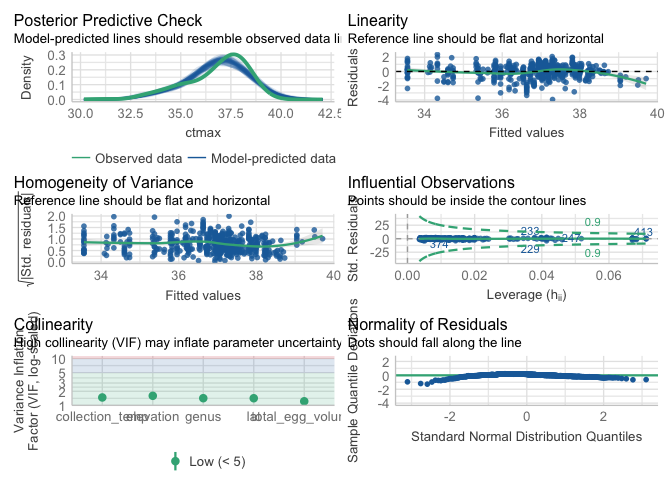 Posterior Predictive Check
Model-predicted lines should resemble observed data li
Density
0.3
0.2
0.1
0.0
30.0 32.5 35.0 37.5 40.0 42.5
ctmax
Observed data Model-predicted data
Linearity
Reference line should be flat and horizontal
Residuals
2
0
-2
-4
34 36 38 40
Fitted values
Homogeneity of Variance
Reference line should be flat and horizontal
√|Std. residuals|
2.0
1.5
1.0
0.5
0.0
34 36 38 40
Fitted values
Influential Observations
Points should be inside the contour lines
Std. Residuals
25
0
-25
0.9
233
413
247
374
229
0.9
0.00 0.02 0.04 0.06
Leverage (hii)
Collinearity
High collinearity (VIF) may inflate parameter uncertainty
Variance Inflation
Factor (VIF, log-scaled)
10
5
3
2
1
collection_temp elevation genus lat total_egg_volur
Low (< 5)
Normality of Residuals
Dots should fall along the line
Sample Quantile Deviations
2
0
-2
-4
-2 0 2
Standard Normal Distribution Quantiles